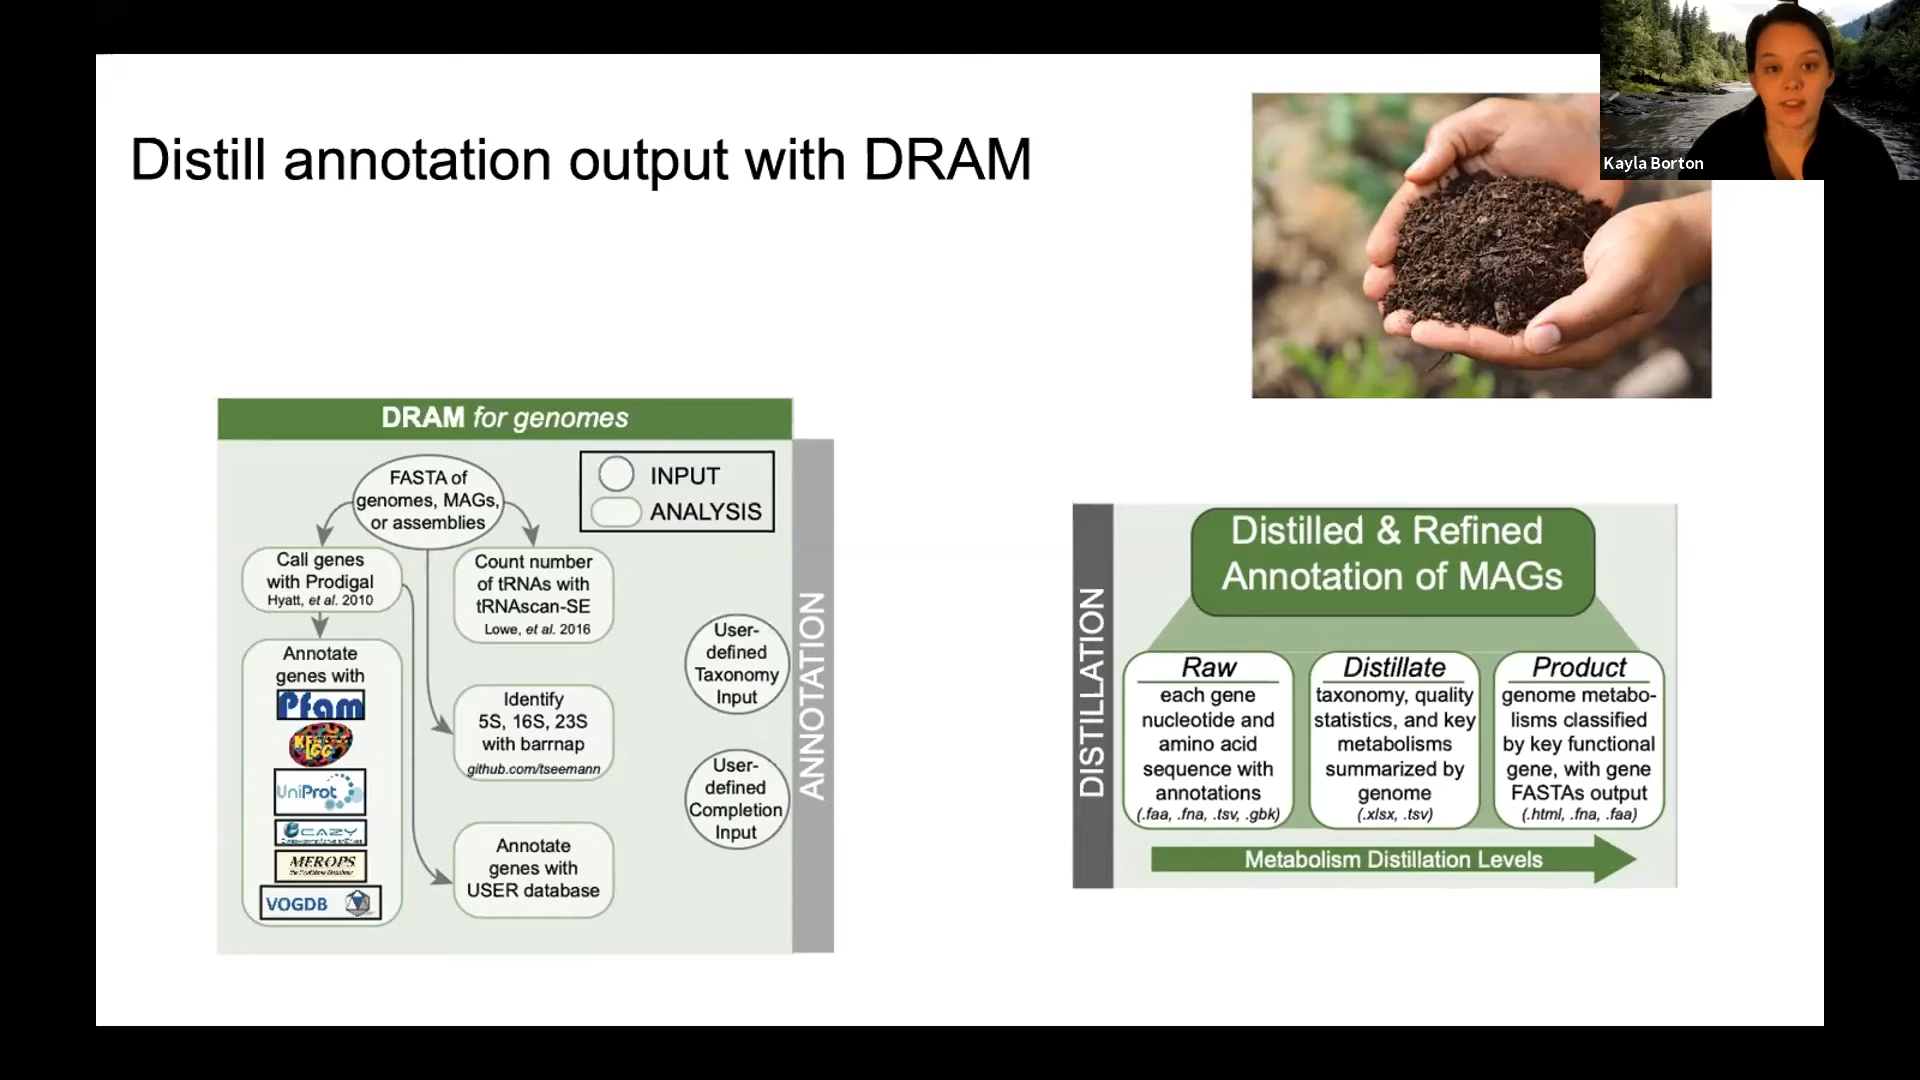 Kayla Borton
Distill annotation output with DRAM
DRAM for genomes
FASTA of
genomes, MAGs,
or assemblies
INPUT
ANALYSIS
Call genes
with Prodigal
Hyatt, et al. 2010
Count number
of tRNAs with
tRNAscan-SE
Lowe, et al. 2016
Annotate
genes with
Pfam
KEGG
UniProt
CAZY
MEROPS
VOGDB
Identify
5S, 16S, 23S
with barrnap
github.com/tseemann
Annotate
genes with
USER database
User-
defined
Taxonomy
Input
User-
defined
Completion
Input
ANNOTATION
DISTILLATION
Distilled & Refined
Annotation of MAGs
Raw
each gene
nucleotide and
amino acid
sequence with
annotations
(.faa, .fna, .tsv, .gbk)
Distillate
taxonomy, quality
statistics, and key
metabolisms
summarized by
genome
(.xlsx, .tsv)
Product
genome metabo-
lisms classified
by key functional
gene, with gene
FASTAs output
(.html, .fna, .faa)
Metabolism Distillation Levels